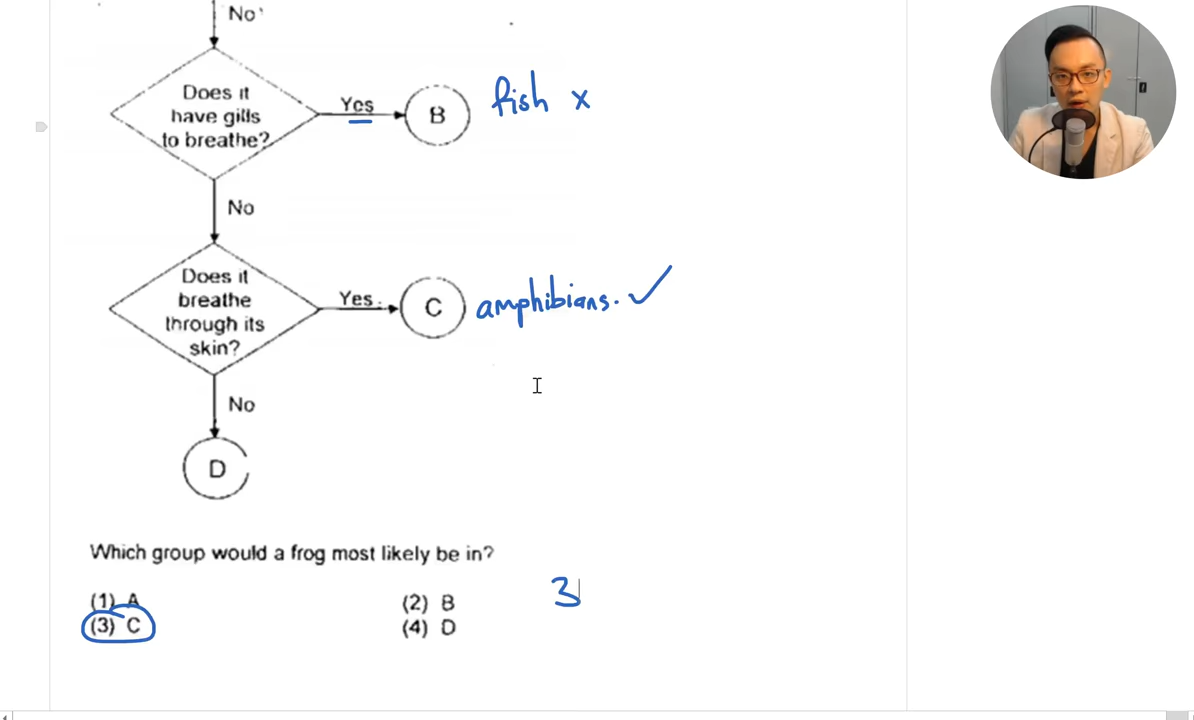 No
Does it
have gills
to breathe?
Yes
B
fish x
No
Does it
breathe
through its
skin?
Yes.
C
amphibians. ✓
No
D
Which group would a frog most likely be in?
(1) A
(2) B
3
(3) C
(4) D